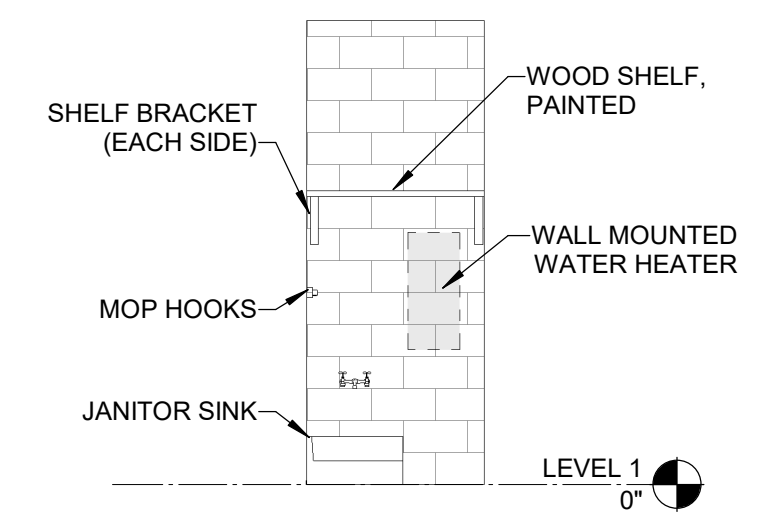 WOOD SHELF,
PAINTED
SHELF BRACKET
(EACH SIDE)
WALL MOUNTED
WATER HEATER
MOP HOOKS
JANITOR SINK
LEVEL 1
0"